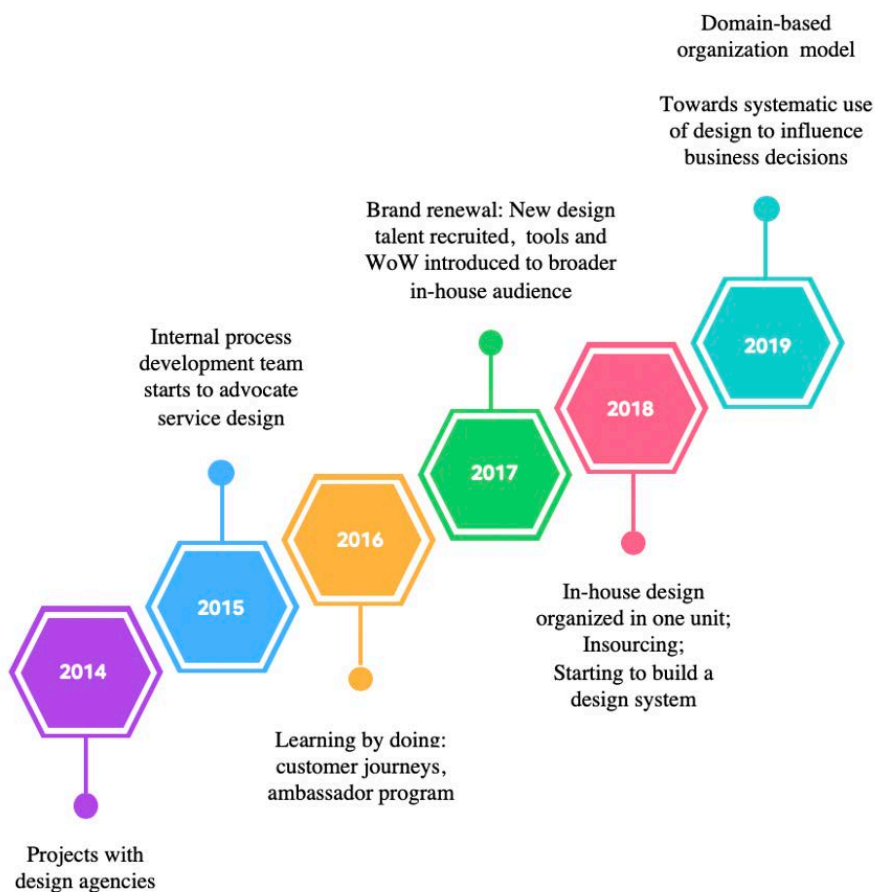 Domain-based
organization model
Towards systematic use
of design to influence
business decisions
Brand renewal: New design
talent recruited, tools and
WoW introduced to broader
in-house audience
Internal process
development team
starts to advocate
service design
2019
2018
2017
2016
2015
2014
In-house design
organized in one unit;
Insourcing;
Starting to build a
design system
Learning by doing:
customer journeys,
ambassador program
Projects with
design agencies